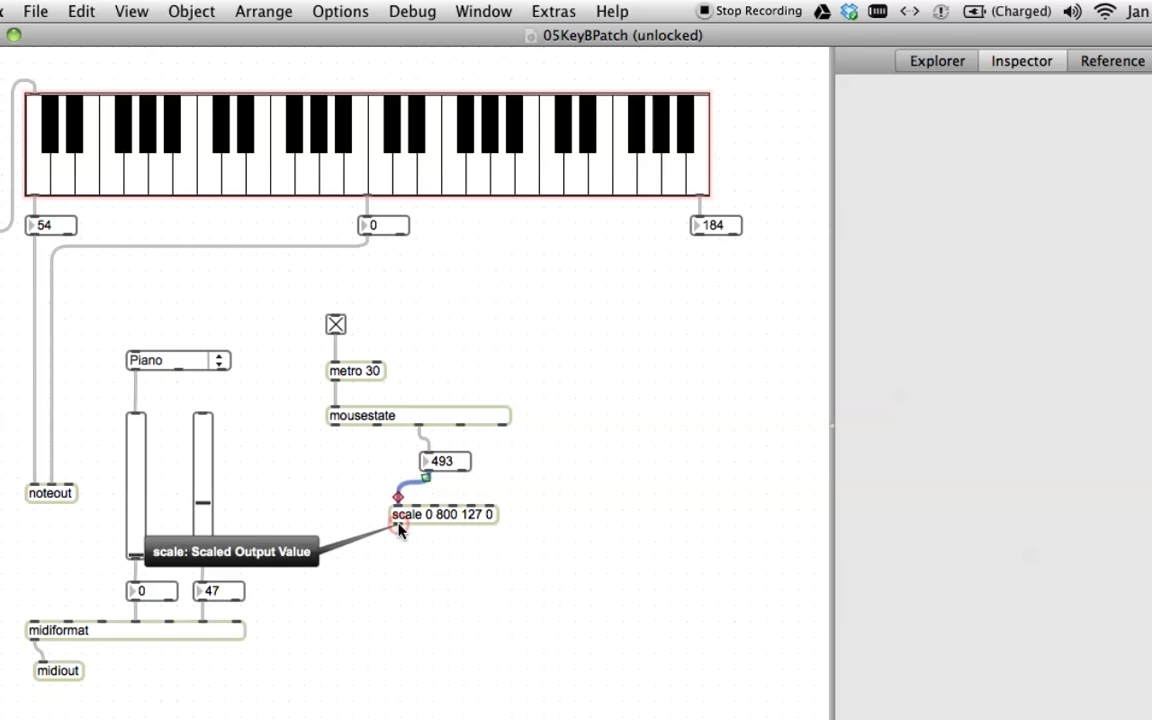 File Edit View Object Arrange Options Debug Window Extras Help Stop Recording (Charged) Jan
05KeyBPatch (unlocked)
Explorer Inspector Reference
54 0 184
Piano
metro 30
mousestate
493
noteout
scale 0 800 127 0
scale: Scaled Output Value
0 47
midiformat
midiout